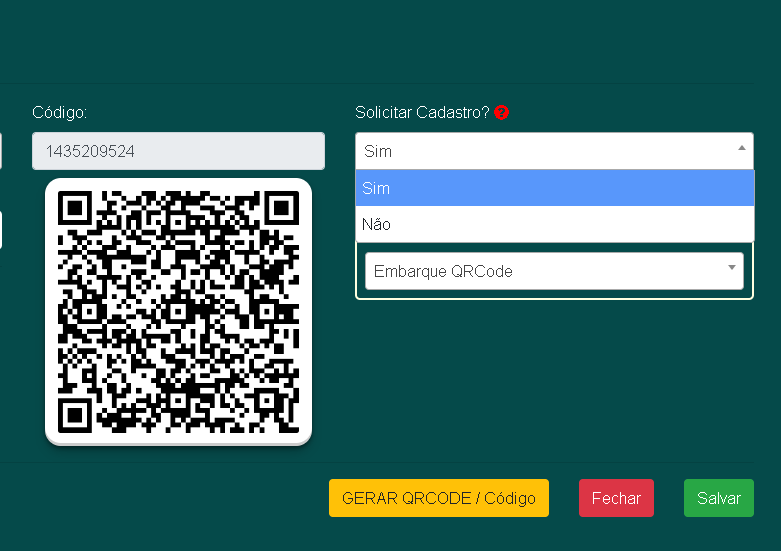 Código:
Solicitar Cadastro?
1435209524
Sim
Sim
Não
Embarque QRCode
GERAR QRCODE / Código
Fechar
Salvar